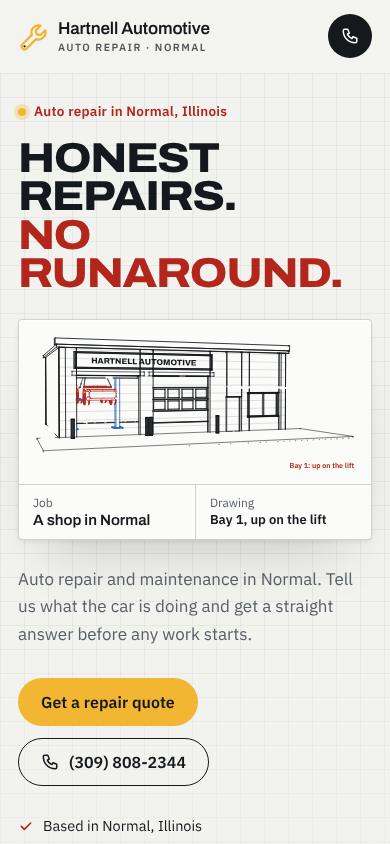 Hartnell Automotive
AUTO REPAIR · NORMAL
Auto repair in Normal, Illinois
HONEST
REPAIRS.
NO
RUNAROUND.
HARTNELL AUTOMOTIVE
Bay 1: up on the lift
Job
A shop in Normal
Drawing
Bay 1, up on the lift
Auto repair and maintenance in Normal. Tell
us what the car is doing and get a straight
answer before any work starts.
Get a repair quote
(309) 808-2344
Based in Normal, Illinois